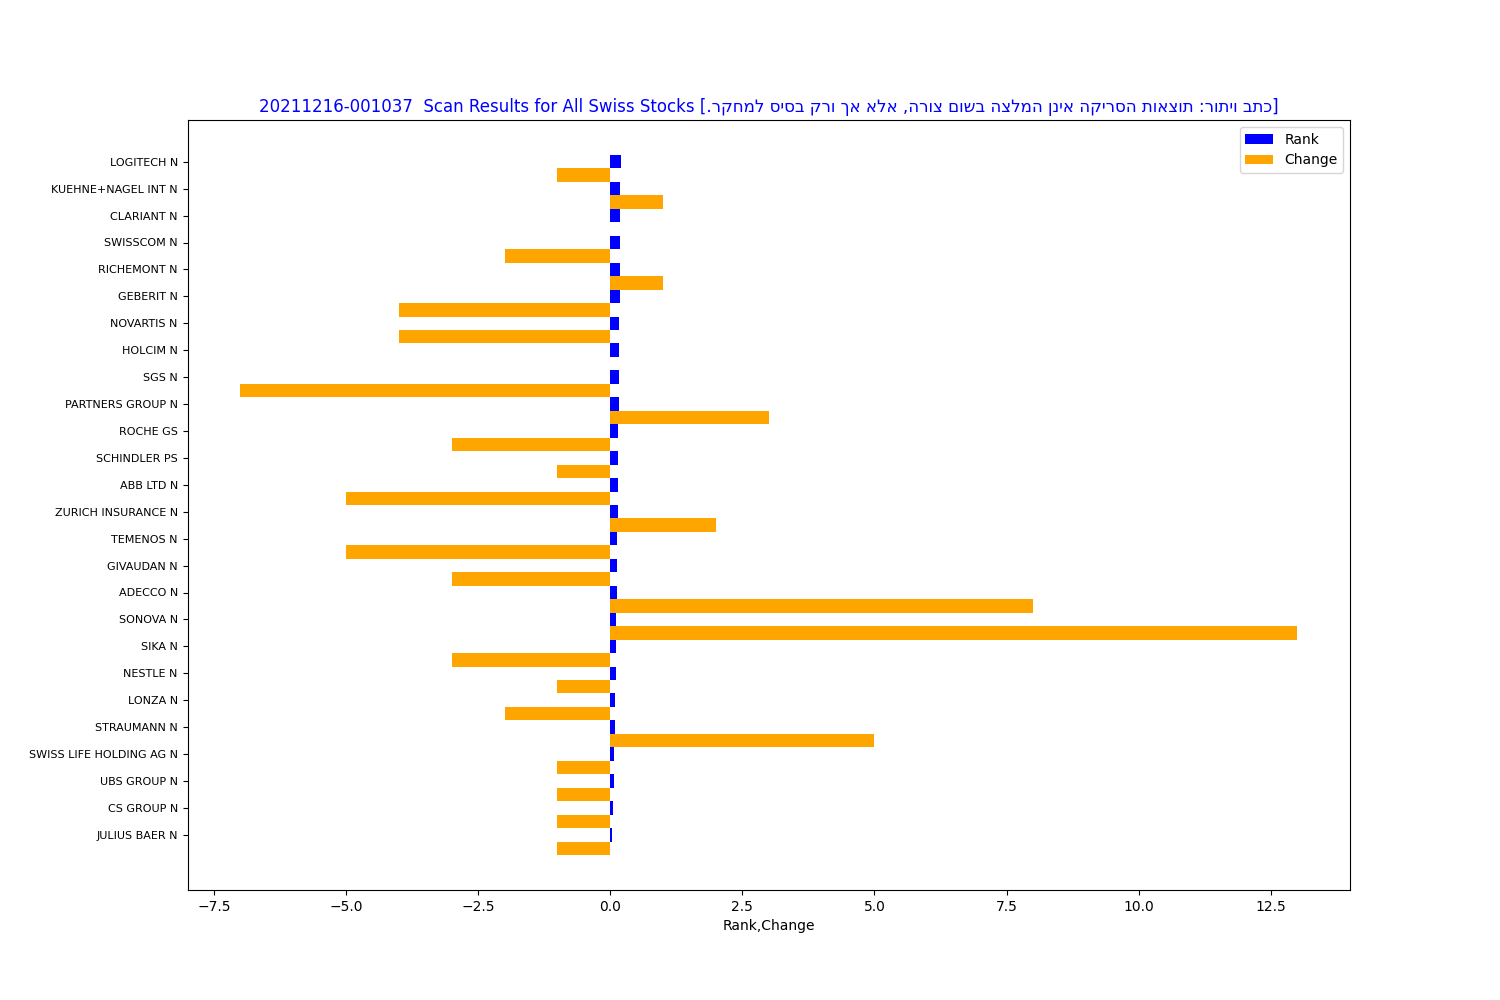 20211216-001037  Scan Results for All Swiss Stocks [כתב ויתור: תוצאות הסריקה אינן המלצה בשום צורה, אלא אך ורק בסיס למחקר.]
Rank
Change
LOGITECH N
KUEHNE+NAGEL INT N
CLARIANT N
SWISSCOM N
RICHEMONT N
GEBERIT N
NOVARTIS N
HOLCIM N
SGS N
PARTNERS GROUP N
ROCHE GS
SCHINDLER PS
ABB LTD N
ZURICH INSURANCE N
TEMENOS N
GIVAUDAN N
ADECCO N
SONOVA N
SIKA N
NESTLE N
LONZA N
STRAUMANN N
SWISS LIFE HOLDING AG N
UBS GROUP N
CS GROUP N
JULIUS BAER N
−7.5 −5.0 −2.5 0.0 2.5 5.0 7.5 10.0 12.5
Rank,Change